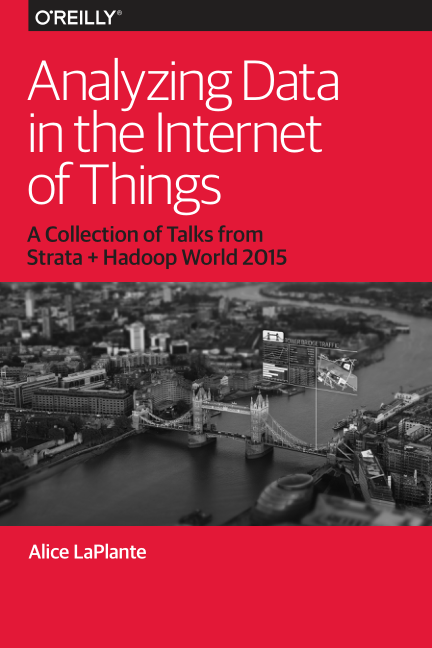 O'REILLY®
Analyzing Data
in the Internet
of Things
A Collection of Talks from
Strata + Hadoop World 2015
Alice LaPlante